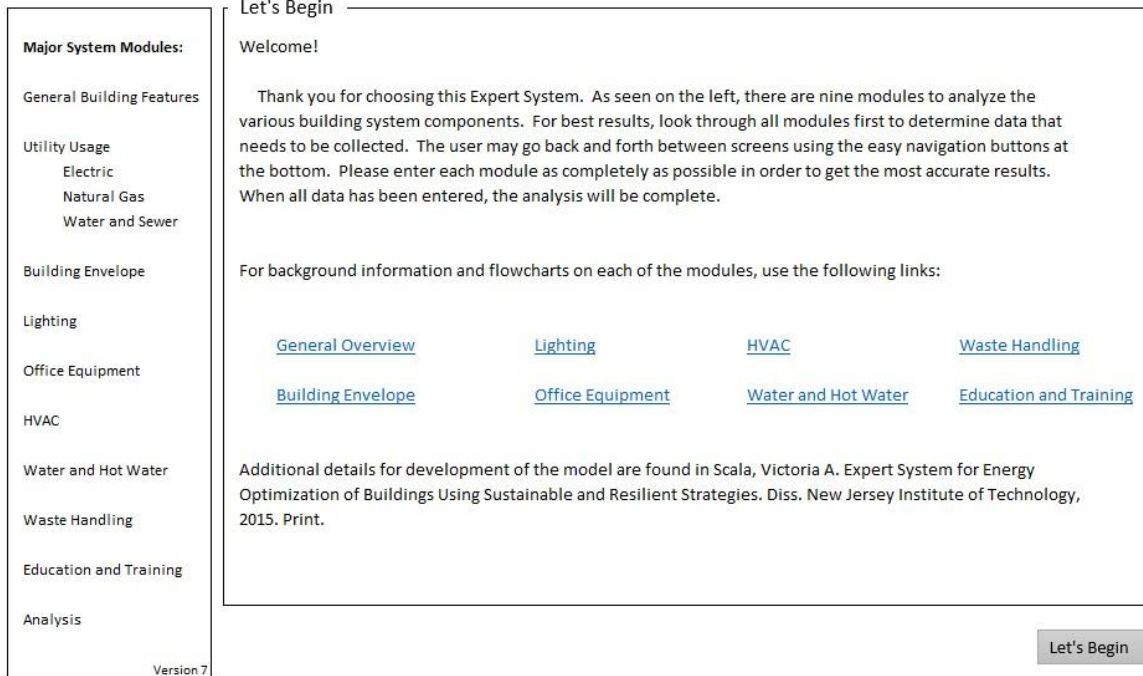 Major System Modules:
General Building Features
Utility Usage
Electric
Natural Gas
Water and Sewer
Building Envelope
Lighting
Office Equipment
HVAC
Water and Hot Water
Waste Handling
Education and Training
Analysis
Version 7
Let's Begin
Welcome!
Thank you for choosing this Expert System. As seen on the left, there are nine modules to analyze the
various building system components. For best results, look through all modules first to determine data that
needs to be collected. The user may go back and forth between screens using the easy navigation buttons at
the bottom. Please enter each module as completely as possible in order to get the most accurate results.
When all data has been entered, the analysis will be complete.
For background information and flowcharts on each of the modules, use the following links:
General Overview Lighting HVAC Waste Handling
Building Envelope Office Equipment Water and Hot Water Education and Training
Additional details for development of the model are found in Scala, Victoria A. Expert System for Energy
Optimization of Buildings Using Sustainable and Resilient Strategies. Diss. New Jersey Institute of Technology,
2015. Print.
Let's Begin